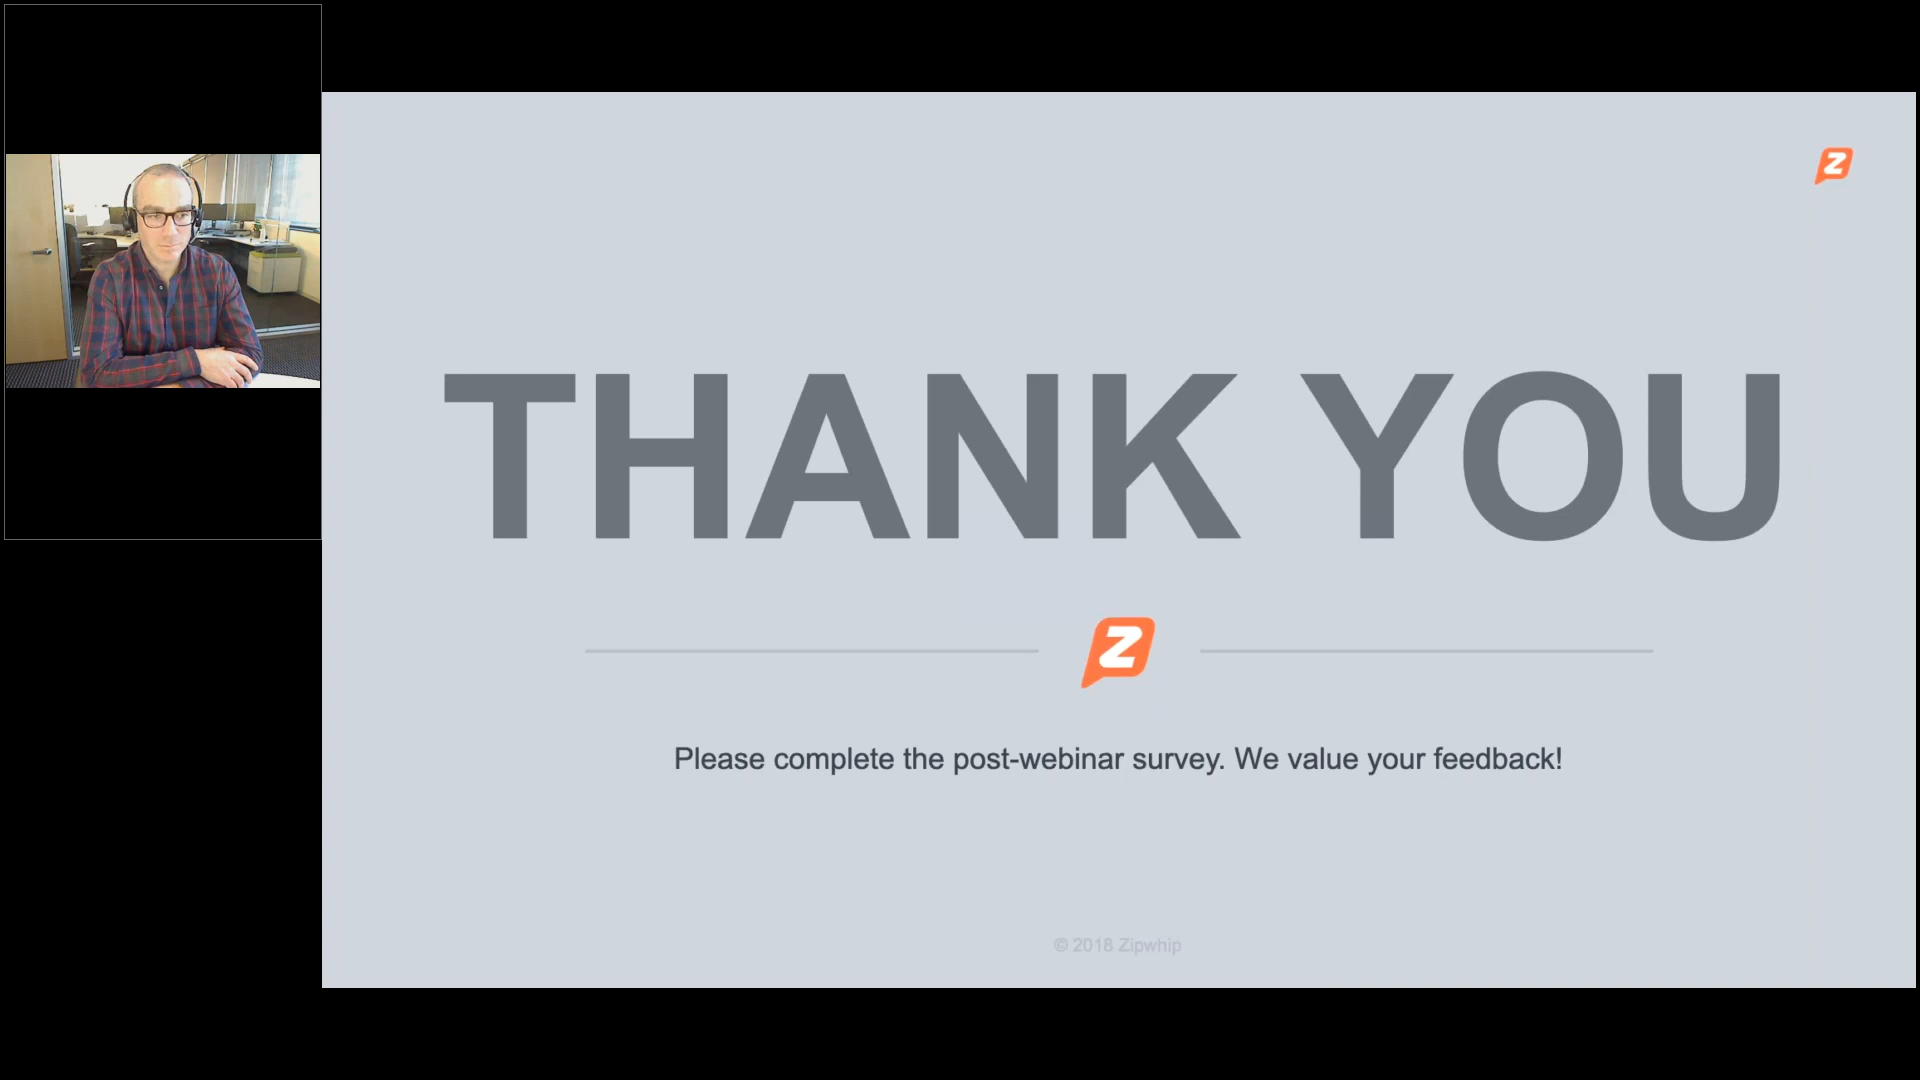 Z
THANK YOU
Z
Please complete the post-webinar survey. We value your feedback!
© 2018 Zipwhip